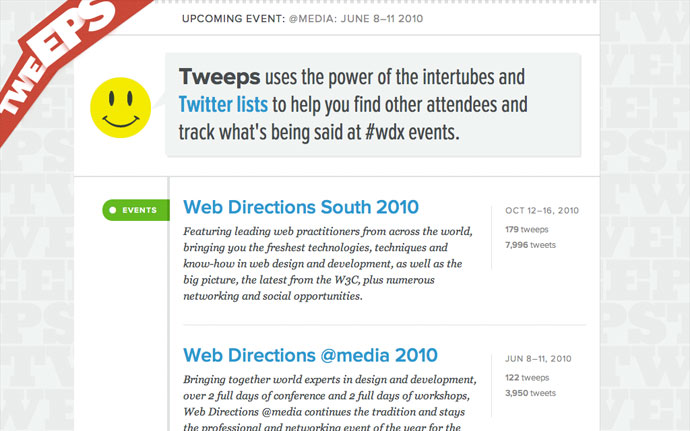 TWEEPS
UPCOMING EVENT: @MEDIA: JUNE 8–11 2010
Tweeps uses the power of the intertubes and
Twitter lists to help you find other attendees and
track what's being said at #wdx events.
EVENTS
Web Directions South 2010
Featuring leading web practitioners from across the world,
bringing you the freshest technologies, techniques and
know-how in web design and development, as well as the
big picture, the latest from the W3C, plus numerous
networking and social opportunities.
OCT 12–16, 2010
179 tweeps
7,996 tweets
Web Directions @media 2010
Bringing together world experts in design and development,
over 2 full days of conference and 2 full days of workshops,
Web Directions @media continues the tradition and stays
the professional and networking event of the year for the
JUN 8–11, 2010
122 tweeps
3,950 tweets